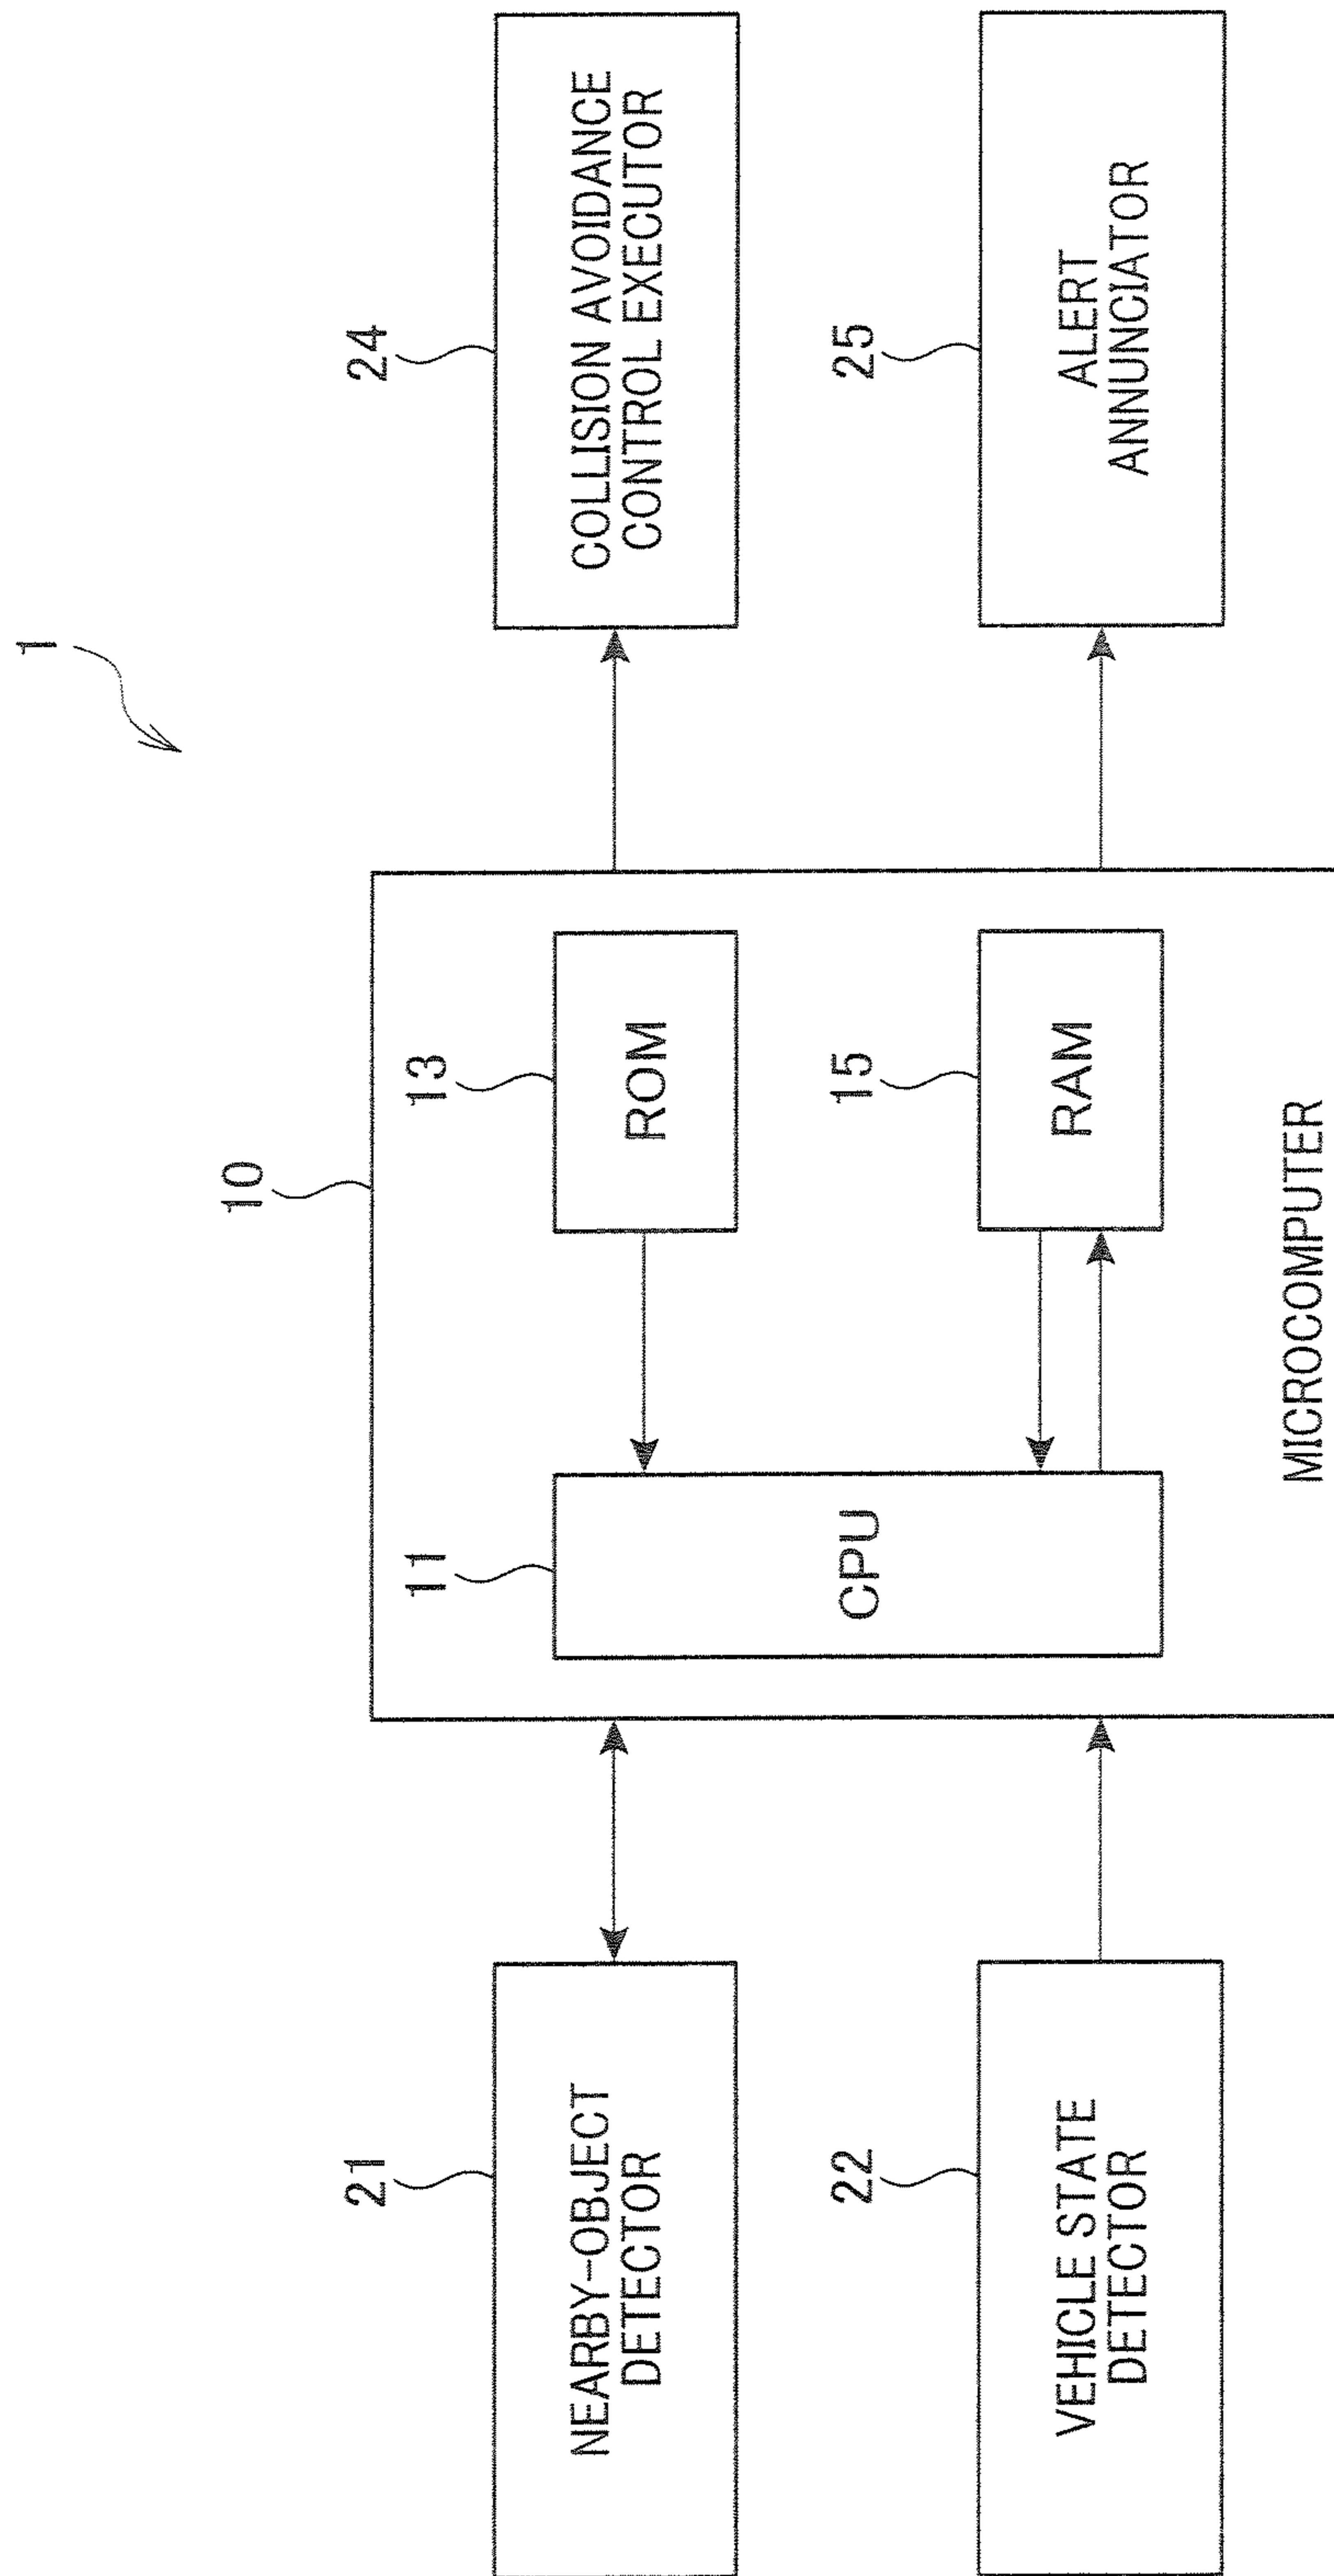 1
10
21
NEARBY-OBJECT
DETECTOR
22
VEHICLE STATE
DETECTOR
11
CPU
13
ROM
15
RAM
MICROCOMPUTER
24
COLLISION AVOIDANCE
CONTROL EXECUTOR
25
ALERT
ANNUNCIATOR